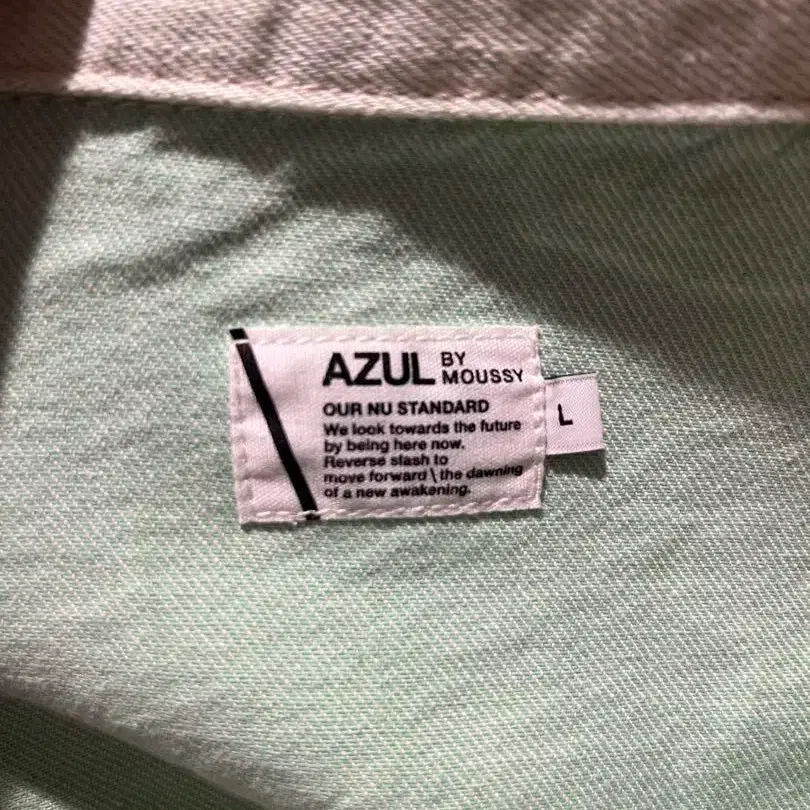 AZUL BY MOUSSY
OUR NU STANDARD
We look towards the future
by being here now.
Reverse slash to
move forward \ the dawning
of a new awakening.
L